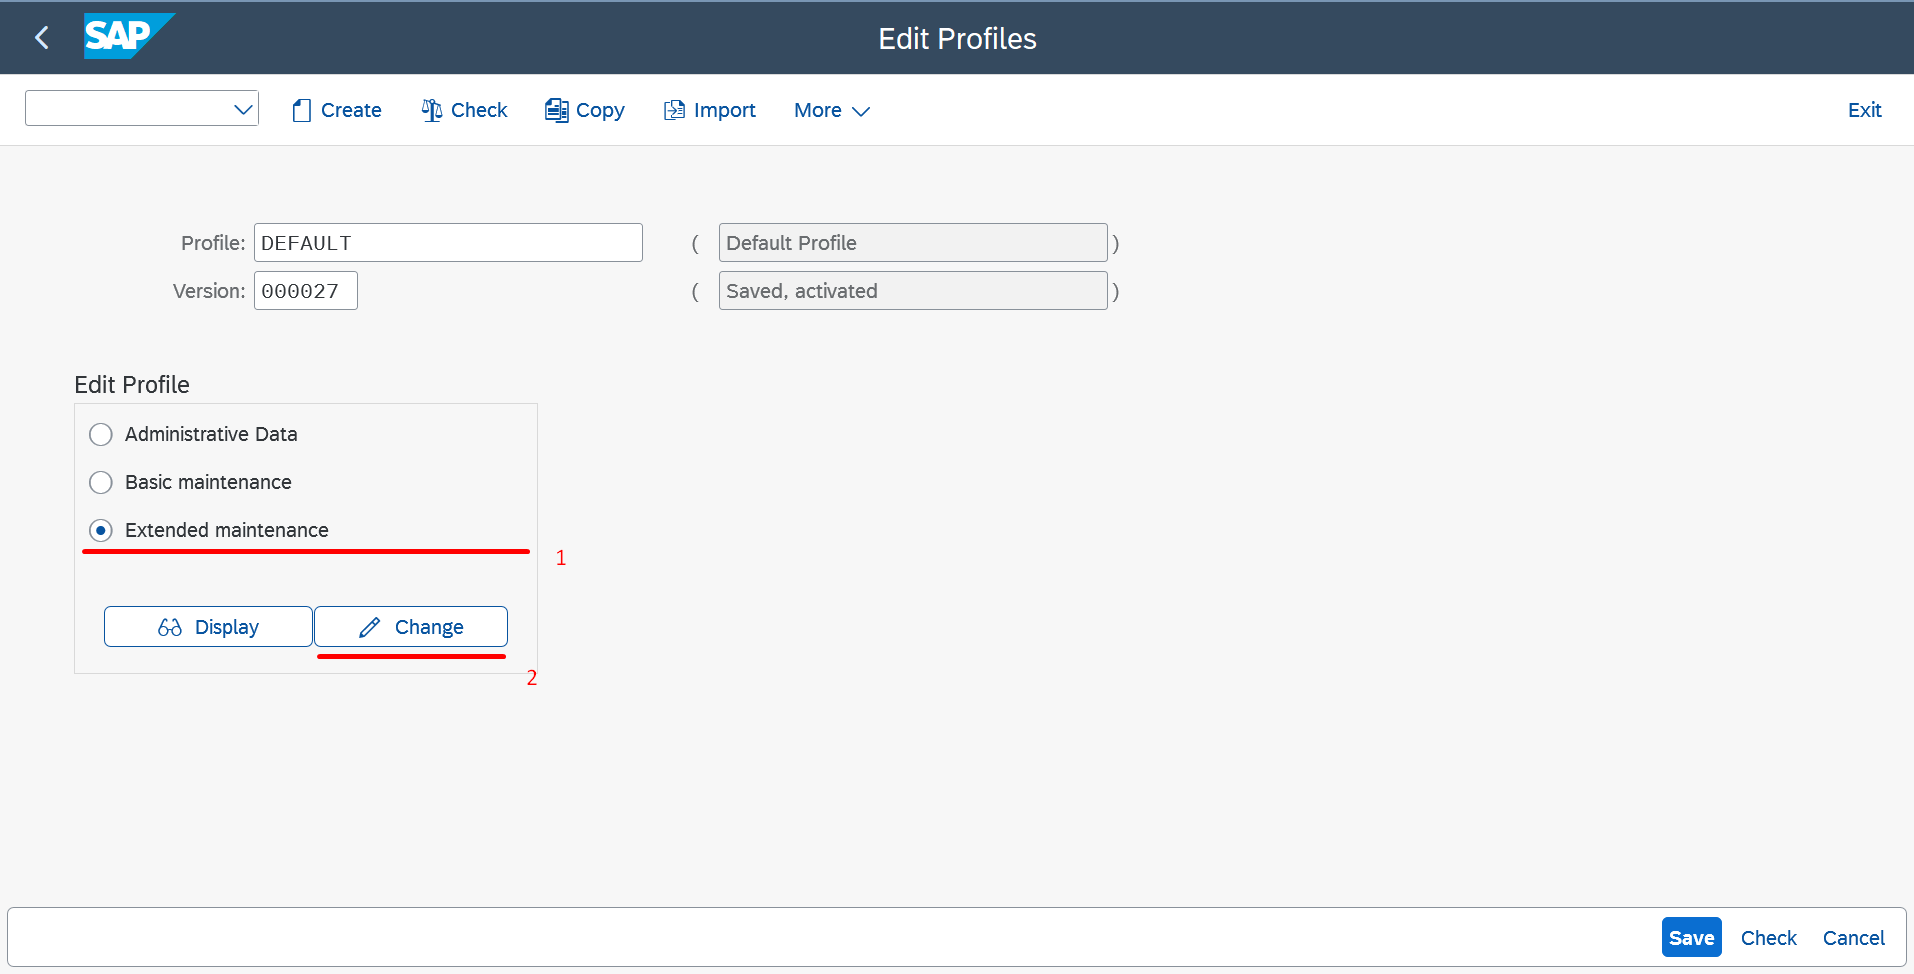 SAP
Edit Profiles
Create Check Copy Import More Exit
Profile: DEFAULT ( Default Profile )
Version: 000027 ( Saved, activated )
Edit Profile
Administrative Data
Basic maintenance
Extended maintenance
1
Display Change
2
Save Check Cancel